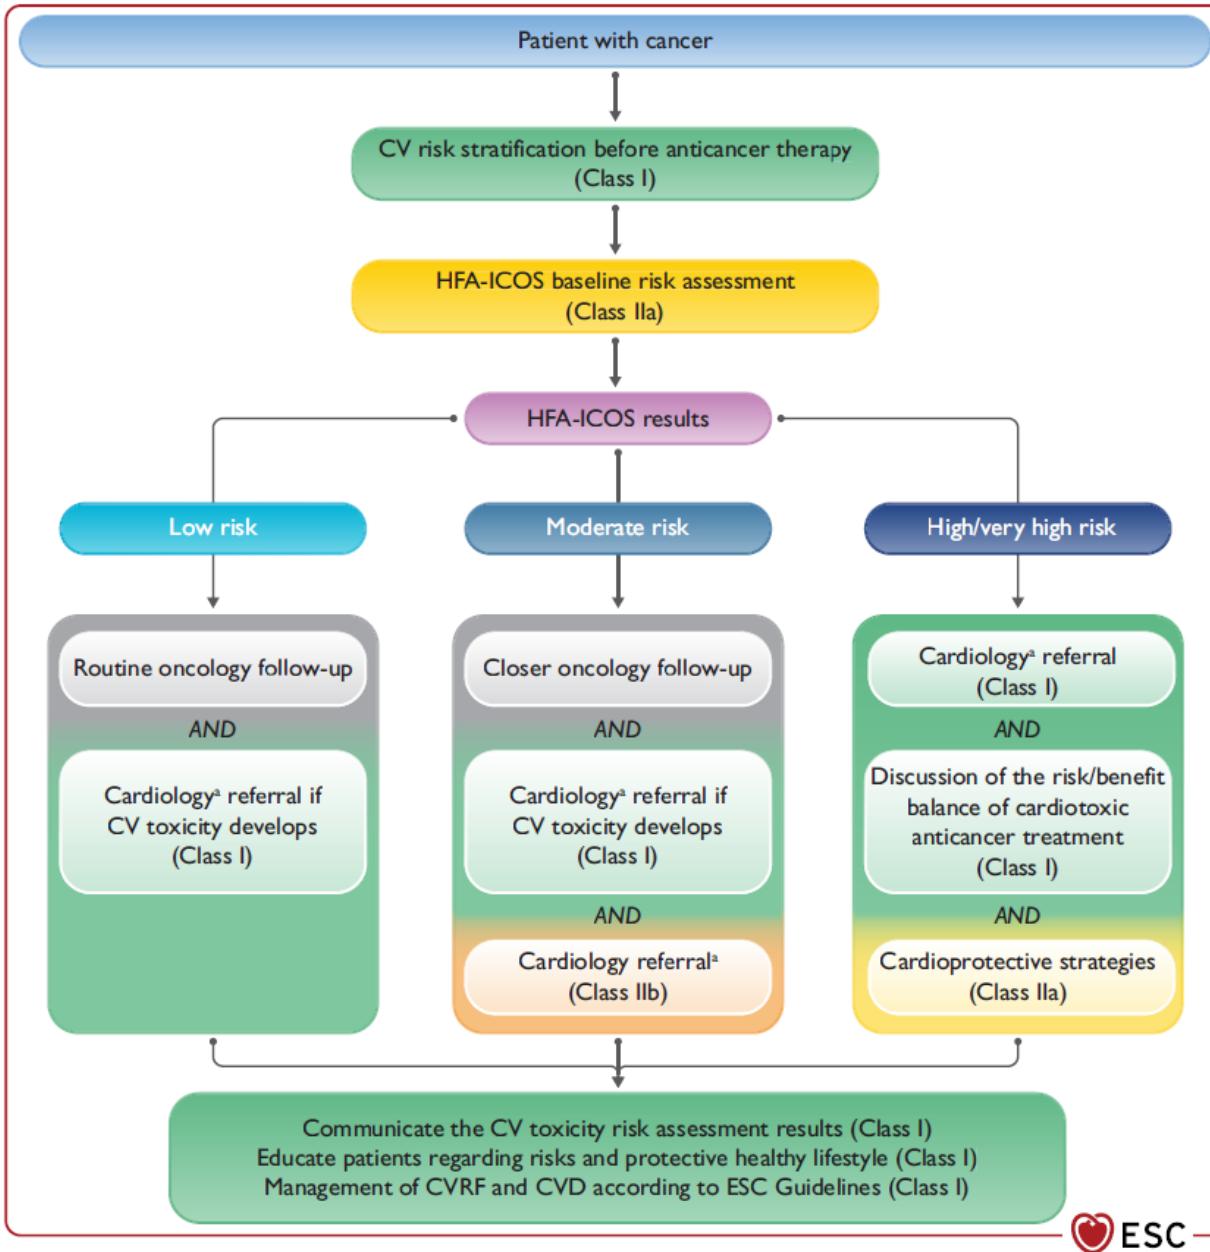 Patient with cancer
CV risk stratification before anticancer therapy
(Class I)
HFA-ICOS baseline risk assessment
(Class IIa)
HFA-ICOS results
Low risk
Moderate risk
High/very high risk
Routine oncology follow-up
AND
Cardiologyᵃ referral if
CV toxicity develops
(Class I)
Closer oncology follow-up
AND
Cardiologyᵃ referral if
CV toxicity develops
(Class I)
AND
Cardiology referralᵃ
(Class IIb)
Cardiologyᵃ referral
(Class I)
AND
Discussion of the risk/benefit
balance of cardiotoxic
anticancer treatment
(Class I)
AND
Cardioprotective strategies
(Class IIa)
Communicate the CV toxicity risk assessment results (Class I)
Educate patients regarding risks and protective healthy lifestyle (Class I)
Management of CVRF and CVD according to ESC Guidelines (Class I)
ESC